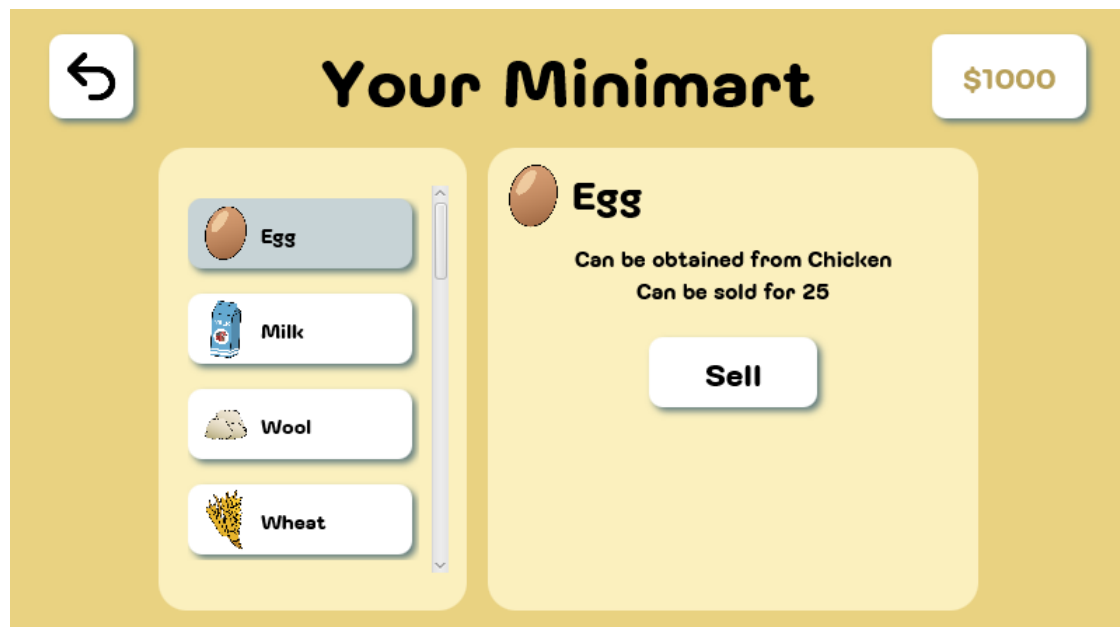 Your Minimart
$1000
Egg
Milk
Wool
Wheat
Egg
Can be obtained from Chicken
Can be sold for 25
Sell